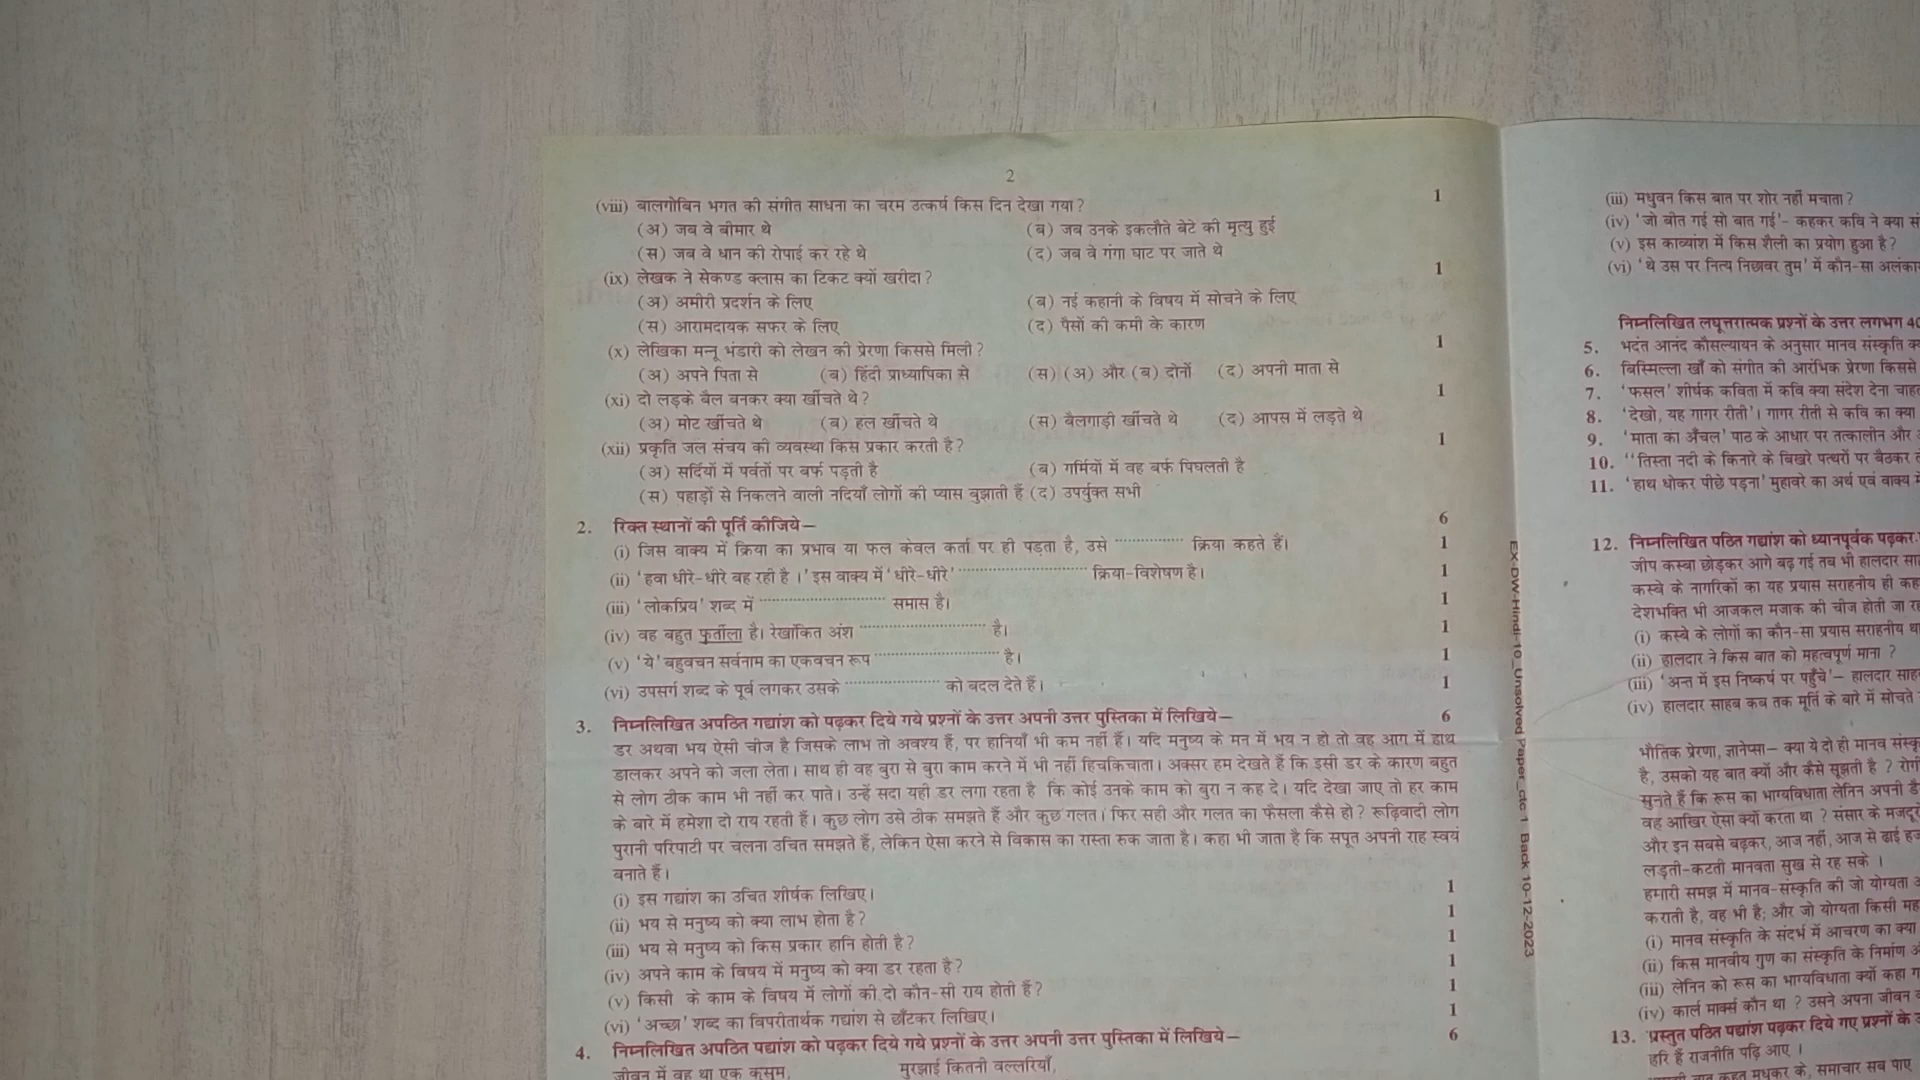 2
(viii) बालगोबिन भगत की संगीत साधना का चरम उत्कर्ष किस दिन देखा गया? 1
(अ) जब वे बीमार थे (ब) जब उनके इकलौते बेटे की मृत्यु हुई
(स) जब वे धान की रोपाई कर रहे थे (द) जब वे गंगा घाट पर जाते थे
(ix) लेखक ने सेकण्ड क्लास का टिकट क्यों खरीदा? 1
(अ) अमीरी प्रदर्शन के लिए (ब) नई कहानी के विषय में सोचने के लिए
(स) आरामदायक सफर के लिए (द) पैसों की कमी के कारण
(x) लेखिका मन्नू भंडारी को लेखन की प्रेरणा किससे मिली? 1
(अ) अपने पिता से (ब) हिंदी प्राध्यापिका से (स) (अ) और (ब) दोनों (द) अपनी माता से
(xi) दो लड़के बैल बनकर क्या खींचते थे? 1
(अ) मोट खींचते थे (ब) हल खींचते थे (स) बैलगाड़ी खींचते थे (द) आपस में लड़ते थे
(xii) प्रकृति जल संचय की व्यवस्था किस प्रकार करती है? 1
(अ) सर्दियों में पर्वतों पर बर्फ पड़ती है (ब) गर्मियों में वह बर्फ पिघलती है
(स) पहाड़ों से निकलने वाली नदियाँ लोगों की प्यास बुझाती हैं (द) उपर्युक्त सभी
2. रिक्त स्थानों की पूर्ति कीजिये— 6
(i) जिस वाक्य में क्रिया का प्रभाव या फल केवल कर्ता पर ही पड़ता है, उसे ............... क्रिया कहते हैं। 1
(ii) 'हवा धीरे-धीरे बह रही है।' इस वाक्य में 'धीरे-धीरे' ............................ क्रिया-विशेषण है। 1
(iii) 'लोकप्रिय' शब्द में ........................... समास है। 1
(iv) वह बहुत फुर्तीला है। रेखांकित अंश ........................... है। 1
(v) 'ये' बहुवचन सर्वनाम का एकवचन रूप ........................... है। 1
(vi) उपसर्ग शब्द के पूर्व लगकर उसके ..................... को बदल देते हैं। 1
3. निम्नलिखित अपठित गद्यांश को पढ़कर दिये गये प्रश्नों के उत्तर अपनी उत्तर पुस्तिका में लिखिये— 6
डर अथवा भय ऐसी चीज है जिसके लाभ तो अवश्य हैं, पर हानियाँ भी कम नहीं हैं। यदि मनुष्य के मन में भय न हो तो वह आग में हाथ
डालकर अपने को जला लेता। साथ ही वह बुरा से बुरा काम करने में भी नहीं हिचकिचाता। अक्सर हम देखते हैं कि इसी डर के कारण बहुत
से लोग ठीक काम भी नहीं कर पाते। उन्हें सदा यही डर लगा रहता है कि कोई उनके काम को बुरा न कह दे। यदि देखा जाए तो हर काम
के बारे में हमेशा दो राय रहती हैं। कुछ लोग उसे ठीक समझते हैं और कुछ गलत। फिर सही और गलत का फैसला कैसे हो? रूढ़िवादी लोग
पुरानी परिपाटी पर चलना उचित समझते हैं, लेकिन ऐसा करने से विकास का रास्ता रुक जाता है। कहा भी जाता है कि सपूत अपनी राह स्वयं
बनाते हैं।
(i) इस गद्यांश का उचित शीर्षक लिखिए। 1
(ii) भय से मनुष्य को क्या लाभ होता है? 1
(iii) भय से मनुष्य को किस प्रकार हानि होती है? 1
(iv) अपने काम के विषय में मनुष्य को क्या डर रहता है? 1
(v) किसी के काम के विषय में लोगों की दो कौन-सी राय होती हैं? 1
(vi) 'अच्छा' शब्द का विपरीतार्थक गद्यांश से छाँटकर लिखिए। 1
4. निम्नलिखित अपठित पद्यांश को पढ़कर दिये गये प्रश्नों के उत्तर अपनी उत्तर पुस्तिका में लिखिये— 6
जीवन में वह था एक कुसुम, मुरझाई कितनी वल्लरियाँ,
EX-DW-Hindi-10_Unsolved Paper_clc 1 Back 10-12-2023
(iii) मधुवन किस बात पर शोर नहीं मचाता?
(iv) 'जो बीत गई सो बात गई'- कहकर कवि ने क्या
(v) इस काव्यांश में किस शैली का प्रयोग हुआ है?
(vi) 'थे उस पर नित्य निछावर तुम' में कौन-सा
निम्नलिखित लघूत्तरात्मक प्रश्नों के उत्तर लगभग
5. भदंत आनंद कौसल्यायन के अनुसार मानव संस्कृति
6. बिस्मिल्ला खाँ को संगीत की आरंभिक प्रेरणा किससे
7. 'फसल' शीर्षक कविता में कवि क्या संदेश देना
8. 'देखो, यह गागर रीती'। गागर रीती से कवि का क्या
9. 'माता का अँचल' पाठ के आधार पर तत्कालीन और
10. "तिस्ता नदी के किनारे के बिखरे पत्थरों पर बैठकर
11. 'हाथ धोकर पीछे पड़ना' मुहावरे का अर्थ एवं वाक्य
12. निम्नलिखित पठित गद्यांश को ध्यानपूर्वक पढ़कर
जीप कस्बा छोड़कर आगे बढ़ गई तब भी हालदार
कस्बे के नागरिकों का यह प्रयास सराहनीय ही
देशभक्ति भी आजकल मजाक की चीज होती जा
(i) कस्बे के लोगों का कौन-सा प्रयास सराहनीय
(ii) हालदार ने किस बात को महत्वपूर्ण माना ?
(iii) 'अन्त में इस निष्कर्ष पर पहुँचे'- हालदार
(iv) हालदार साहब कब तक मूर्ति के बारे में सोचते
भौतिक प्रेरणा, ज्ञानेप्सा— क्या ये दो ही मानव
है, उसको यह बात क्यों और कैसे सूझती है ?
सुनते हैं कि रूस का भाग्यविधाता लेनिन अपनी
वह आखिर ऐसा क्यों करता था ? संसार के
और इन सबसे बढ़कर, आज नहीं, आज से ढाई
लड़ती-कटती मानवता सुख से रह सके ।
हमारी समझ में मानव-संस्कृति की जो योग्यता
कराती है, वह भी है; और जो योग्यता किसी
(i) मानव संस्कृति के संदर्भ में आचरण का क्या
(ii) किस मानवीय गुण का संस्कृति के निर्माण
(iii) लेनिन को रूस का भाग्यविधाता क्यों कहा
(iv) कार्ल मार्क्स कौन था ? उसने अपना जीवन
13. प्रस्तुत पठित पद्यांश पढ़कर दिये गए प्रश्नों के
हरि हैं राजनीति पढ़ि आए ।
कहत मधुकर के, समाचार सब पाए